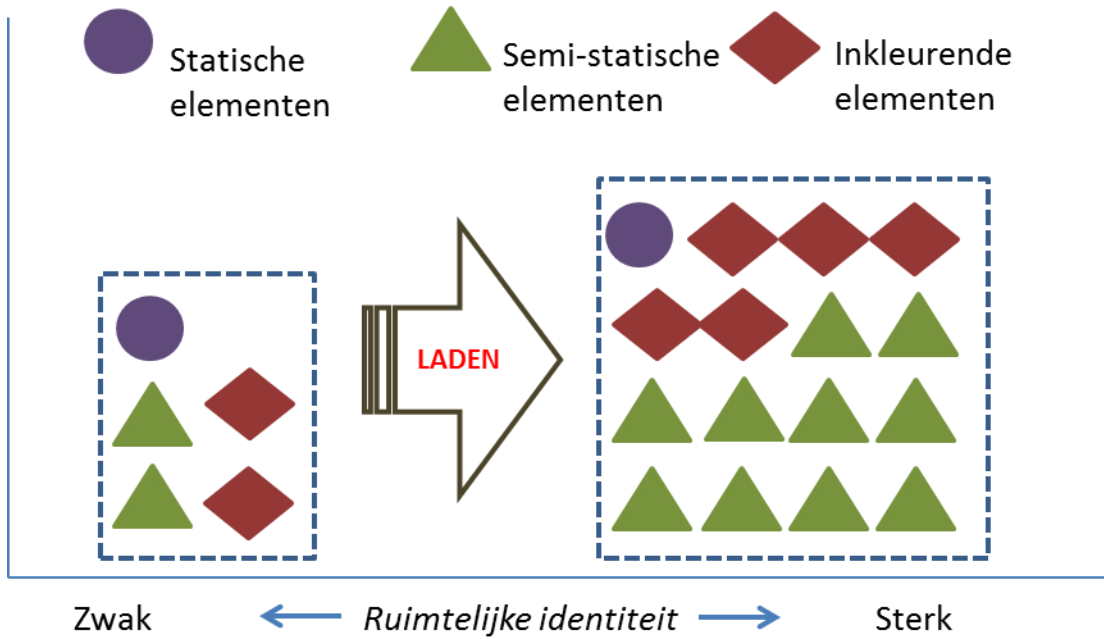 Statische
elementen
Semi-statische
elementen
Inkleurende
elementen
LADEN
Zwak
Ruimtelijke identiteit
Sterk